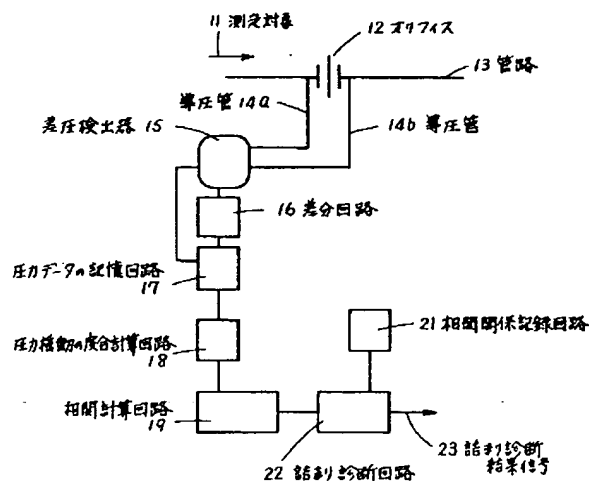 11 測定対象
12 オリフィス
13 管路
導圧管 14a
差圧検出器 15
14b 導圧管
16 差分回路
圧力データの記憶回路
17
圧力揺動の度合計算回路
18
21 相関関係記録回路
相関計算回路
19
22 詰まり診断回路
23 詰まり診断
結果信号